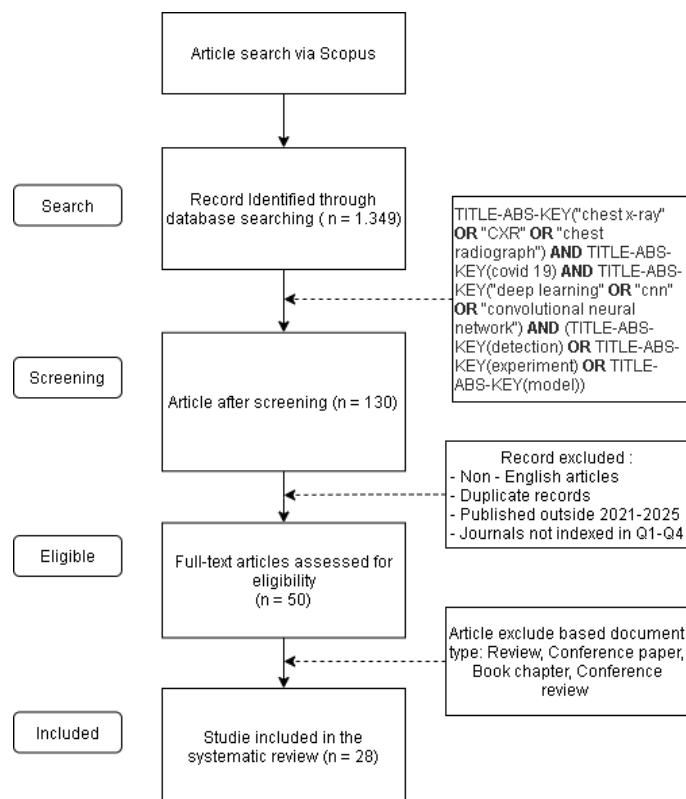 Article search via Scopus
Search
Record Identified through
database searching ( n = 1.349)
TITLE-ABS-KEY("chest x-ray"
OR "CXR" OR "chest
radiograph") AND TITLE-ABS-
KEY(covid 19) AND TITLE-ABS-
KEY("deep learning" OR "cnn"
OR "convolutional neural
network") AND (TITLE-ABS-
KEY(detection) OR TITLE-ABS-
KEY(experiment) OR TITLE-
ABS-KEY(model))
Screening
Article after screening (n = 130)
Record excluded :
- Non - English articles
- Duplicate records
- Published outside 2021-2025
- Journals not indexed in Q1-Q4
Eligible
Full-text articles assessed for
eligibility
(n = 50)
Article exclude based document
type: Review, Conference paper,
Book chapter, Conference
review
Included
Studie included in the
systematic review (n = 28)